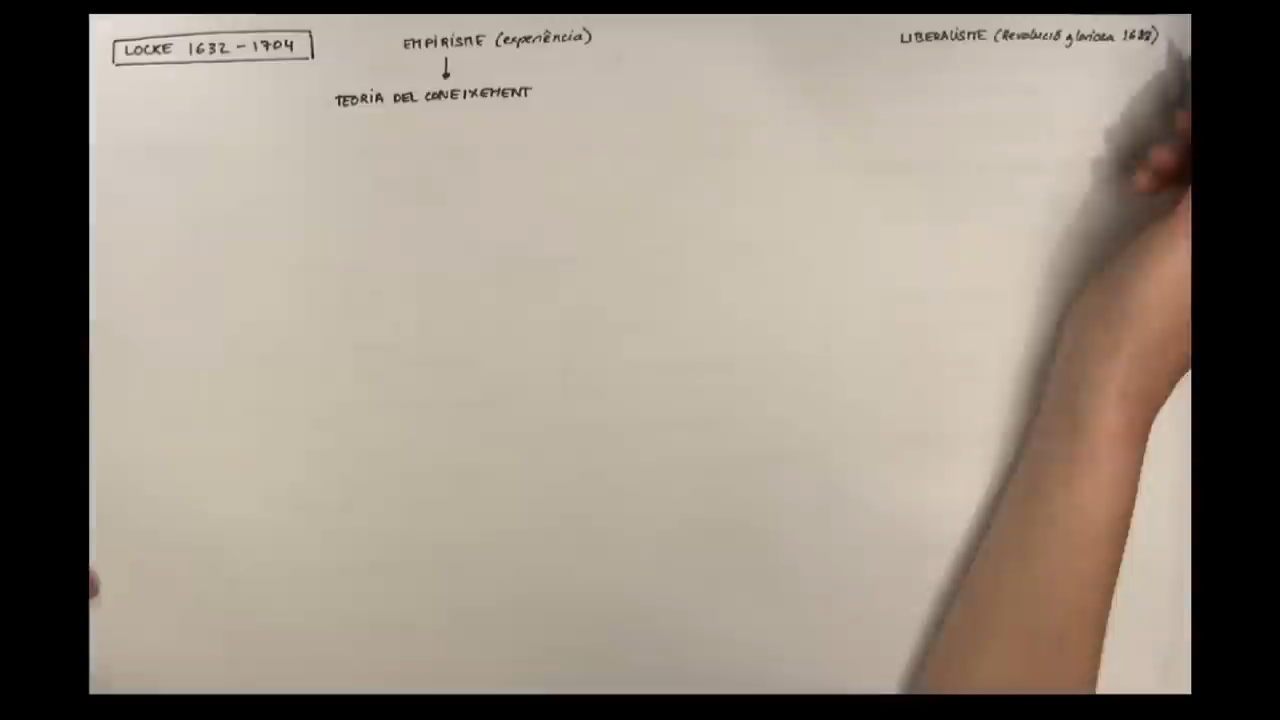 LOCKE 1632 - 1704
EMPIRISME (experiència)
LIBERALISME (Revolució gloriosa 1688)
TEORIA DEL CONEIXEMENT